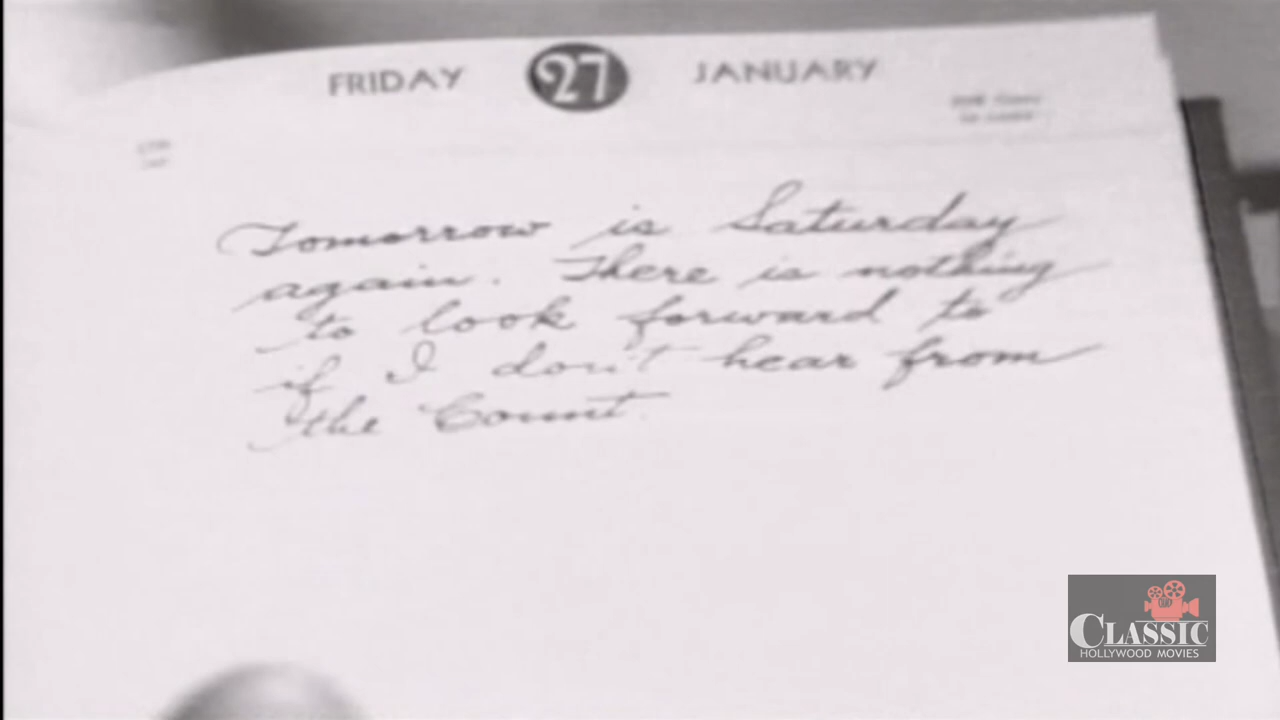 FRIDAY 27 JANUARY
Tomorrow is Saturday
again. There is nothing
to look forward to
if I don't hear from
the Count.
CLASSIC
HOLLYWOOD MOVIES